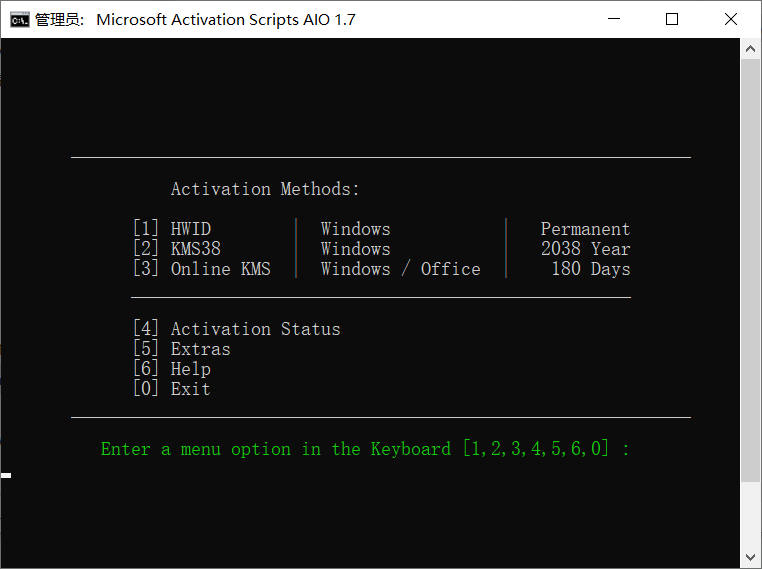 管理员: Microsoft Activation Scripts AIO 1.7
Activation Methods:
[1] HWID | Windows | Permanent
[2] KMS38 | Windows | 2038 Year
[3] Online KMS | Windows / Office | 180 Days
[4] Activation Status
[5] Extras
[6] Help
[0] Exit
Enter a menu option in the Keyboard [1,2,3,4,5,6,0] :